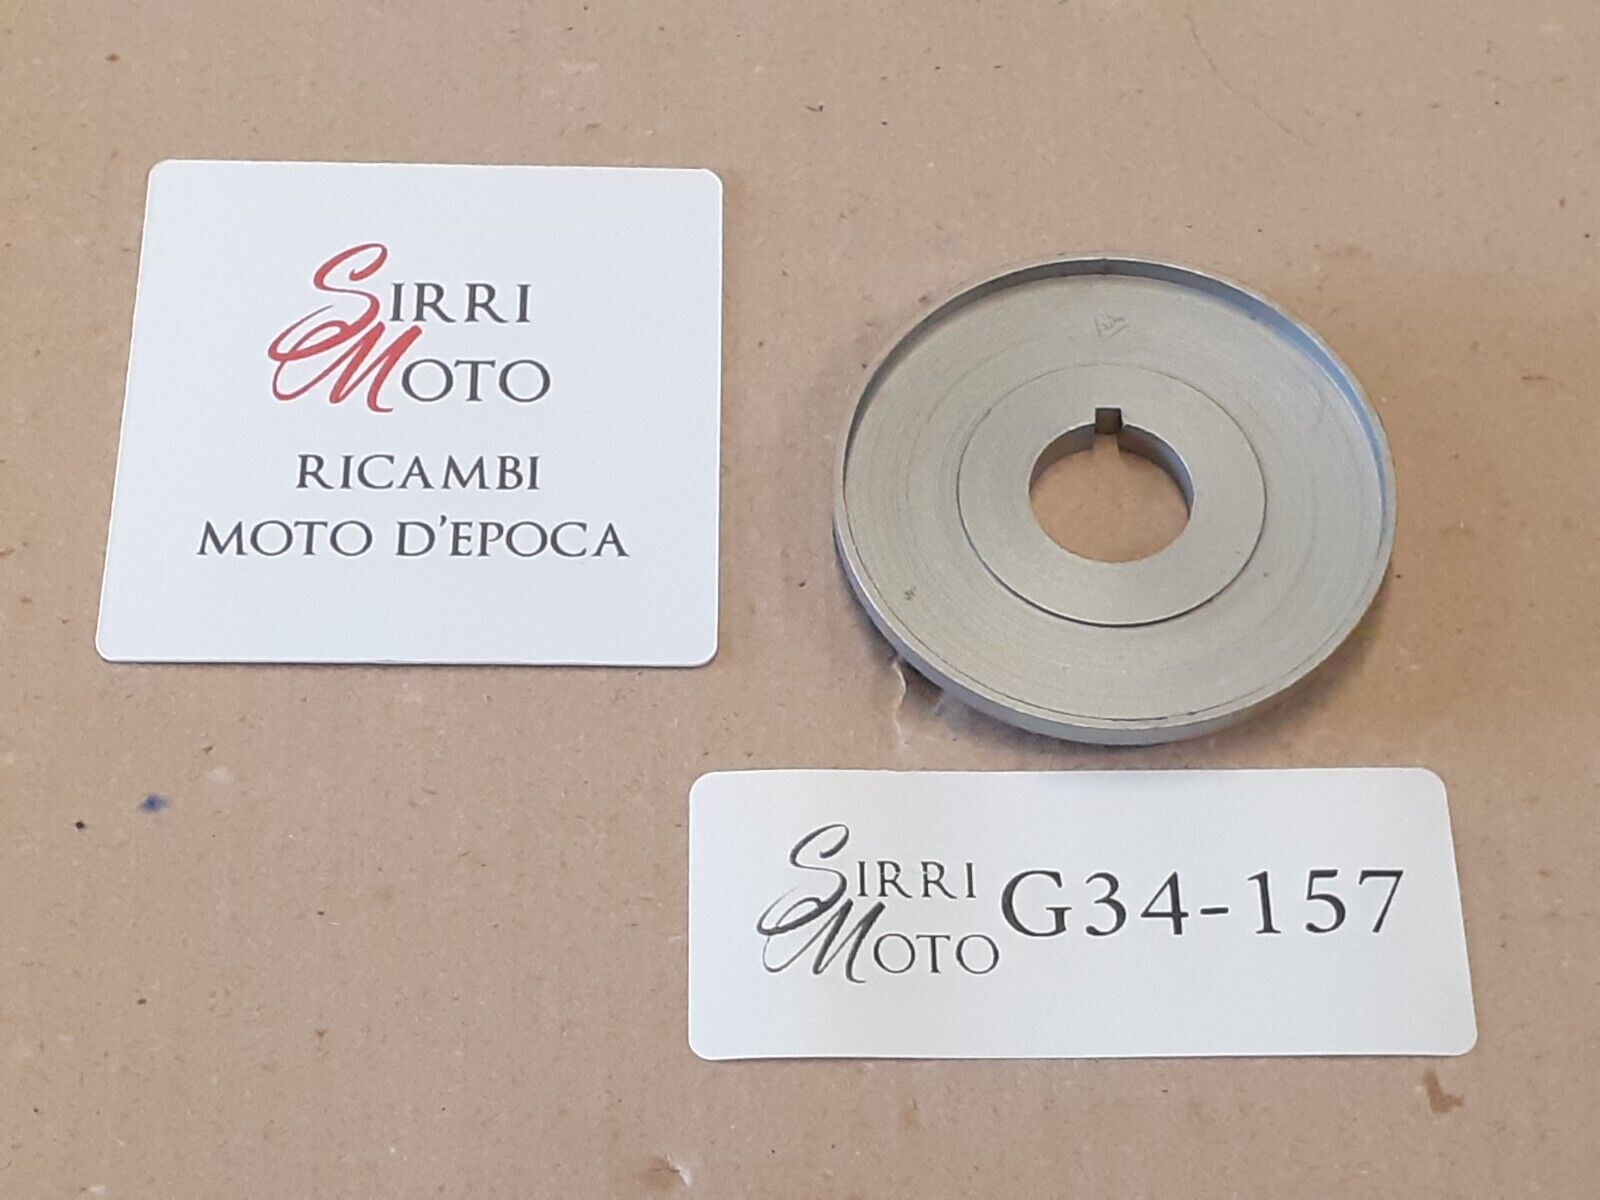 SIRRI
MOTO
RICAMBI
MOTO D'EPOCA
SIRRI
MOTO
G34-157